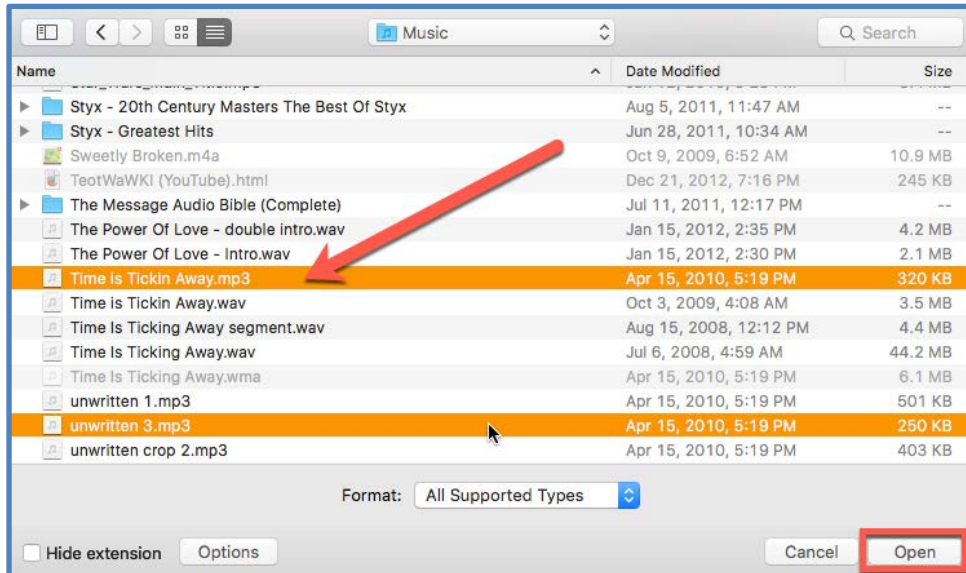 Music
Search
Name Date Modified Size
Styx - 20th Century Masters The Best Of Styx Aug 5, 2011, 11:47 AM --
Styx - Greatest Hits Jun 28, 2011, 10:34 AM --
Sweetly Broken.m4a Oct 9, 2009, 6:52 AM 10.9 MB
TeotWaWKI (YouTube).html Dec 21, 2012, 7:16 PM 245 KB
The Message Audio Bible (Complete) Jul 11, 2011, 12:17 PM --
The Power Of Love - double intro.wav Jan 15, 2012, 2:35 PM 4.2 MB
The Power Of Love - Intro.wav Jan 15, 2012, 2:30 PM 2.1 MB
Time is Tickin Away.mp3 Apr 15, 2010, 5:19 PM 320 KB
Time is Tickin Away.wav Oct 3, 2009, 4:08 AM 3.5 MB
Time Is Ticking Away segment.wav Aug 15, 2008, 12:12 PM 4.4 MB
Time Is Ticking Away.wav Jul 6, 2008, 4:59 AM 44.2 MB
Time Is Ticking Away.wma Apr 15, 2010, 5:19 PM 6.1 MB
unwritten 1.mp3 Apr 15, 2010, 5:19 PM 501 KB
unwritten 3.mp3 Apr 15, 2010, 5:19 PM 250 KB
unwritten crop 2.mp3 Apr 15, 2010, 5:19 PM 403 KB
Format: All Supported Types
Hide extension Options Cancel Open